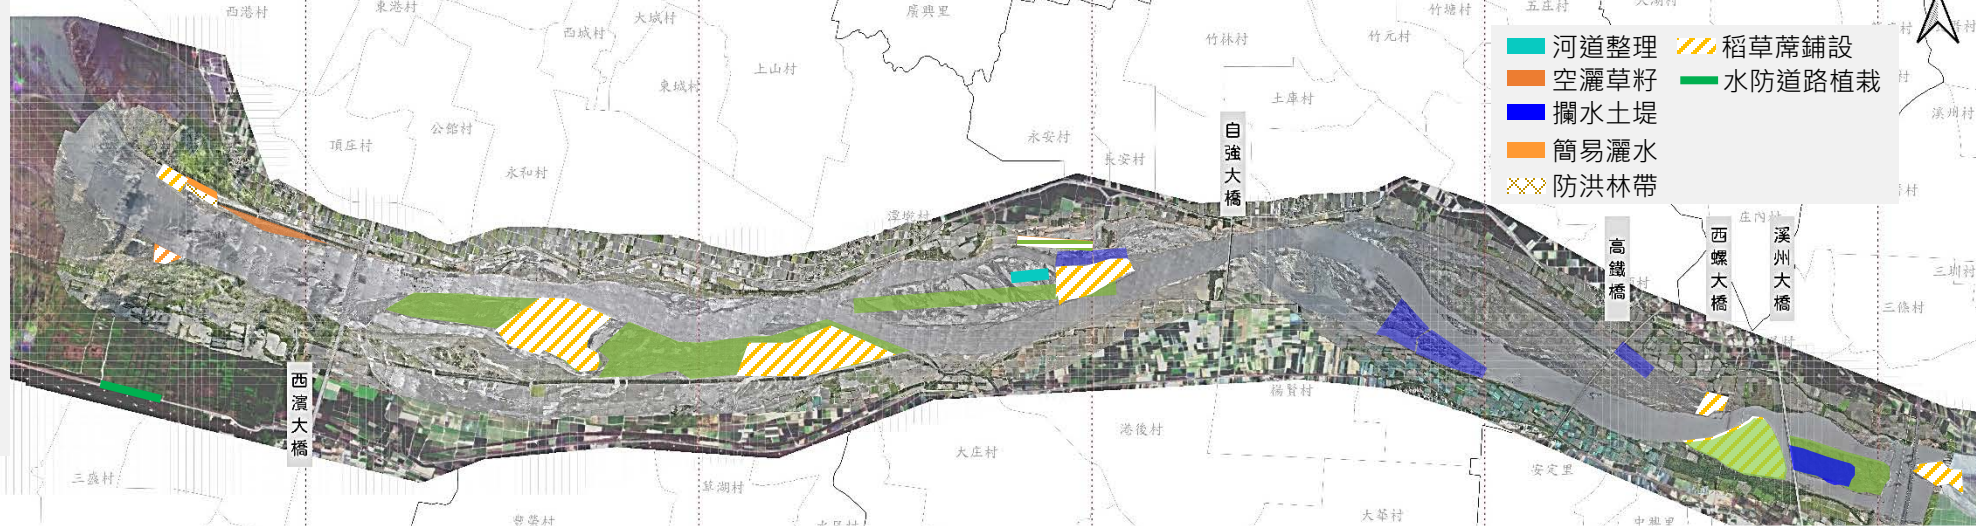 西港村
東港村
大城村
西城村
廣興里
竹塘村
五庄村
竹林村
竹元村
上山村
東城村
土庫村
公館村
頂庄村
永和村
永安村
長安村
溪州村
潭墘村
庄內村
三圳村
三條村
河道整理
稻草蓆鋪設
空灑草籽
水防道路植栽
攔水土堤
簡易灑水
防洪林帶
自強大橋
高鐵橋
西螺大橋
溪州大橋
西濱大橋
楊賢村
港後村
大庄村
安定里
三盛村
草湖村
豐榮村
大華村
中興里